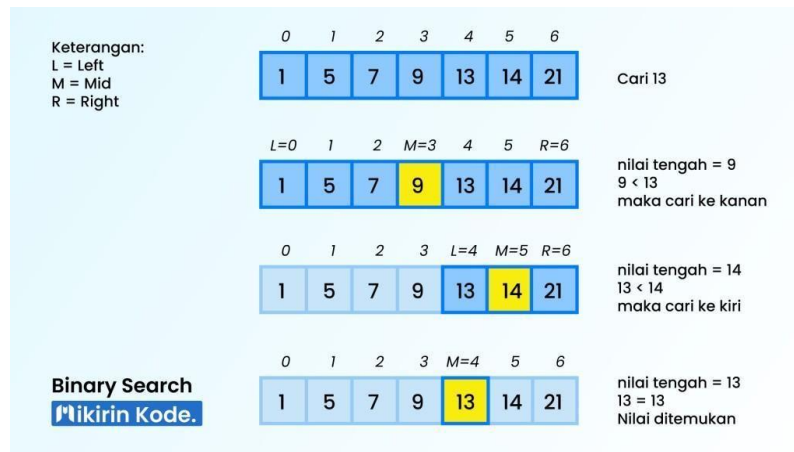 Keterangan:
L = Left
M = Mid
R = Right
0 1 2 3 4 5 6
1 5 7 9 13 14 21
Cari 13
L=0 1 2 M=3 4 5 R=6
1 5 7 9 13 14 21
nilai tengah = 9
9 < 13
maka cari ke kanan
0 1 2 3 L=4 M=5 R=6
1 5 7 9 13 14 21
nilai tengah = 14
13 < 14
maka cari ke kiri
0 1 2 3 M=4 5 6
1 5 7 9 13 14 21
nilai tengah = 13
13 = 13
Nilai ditemukan
Binary Search
Mikirin Kode.